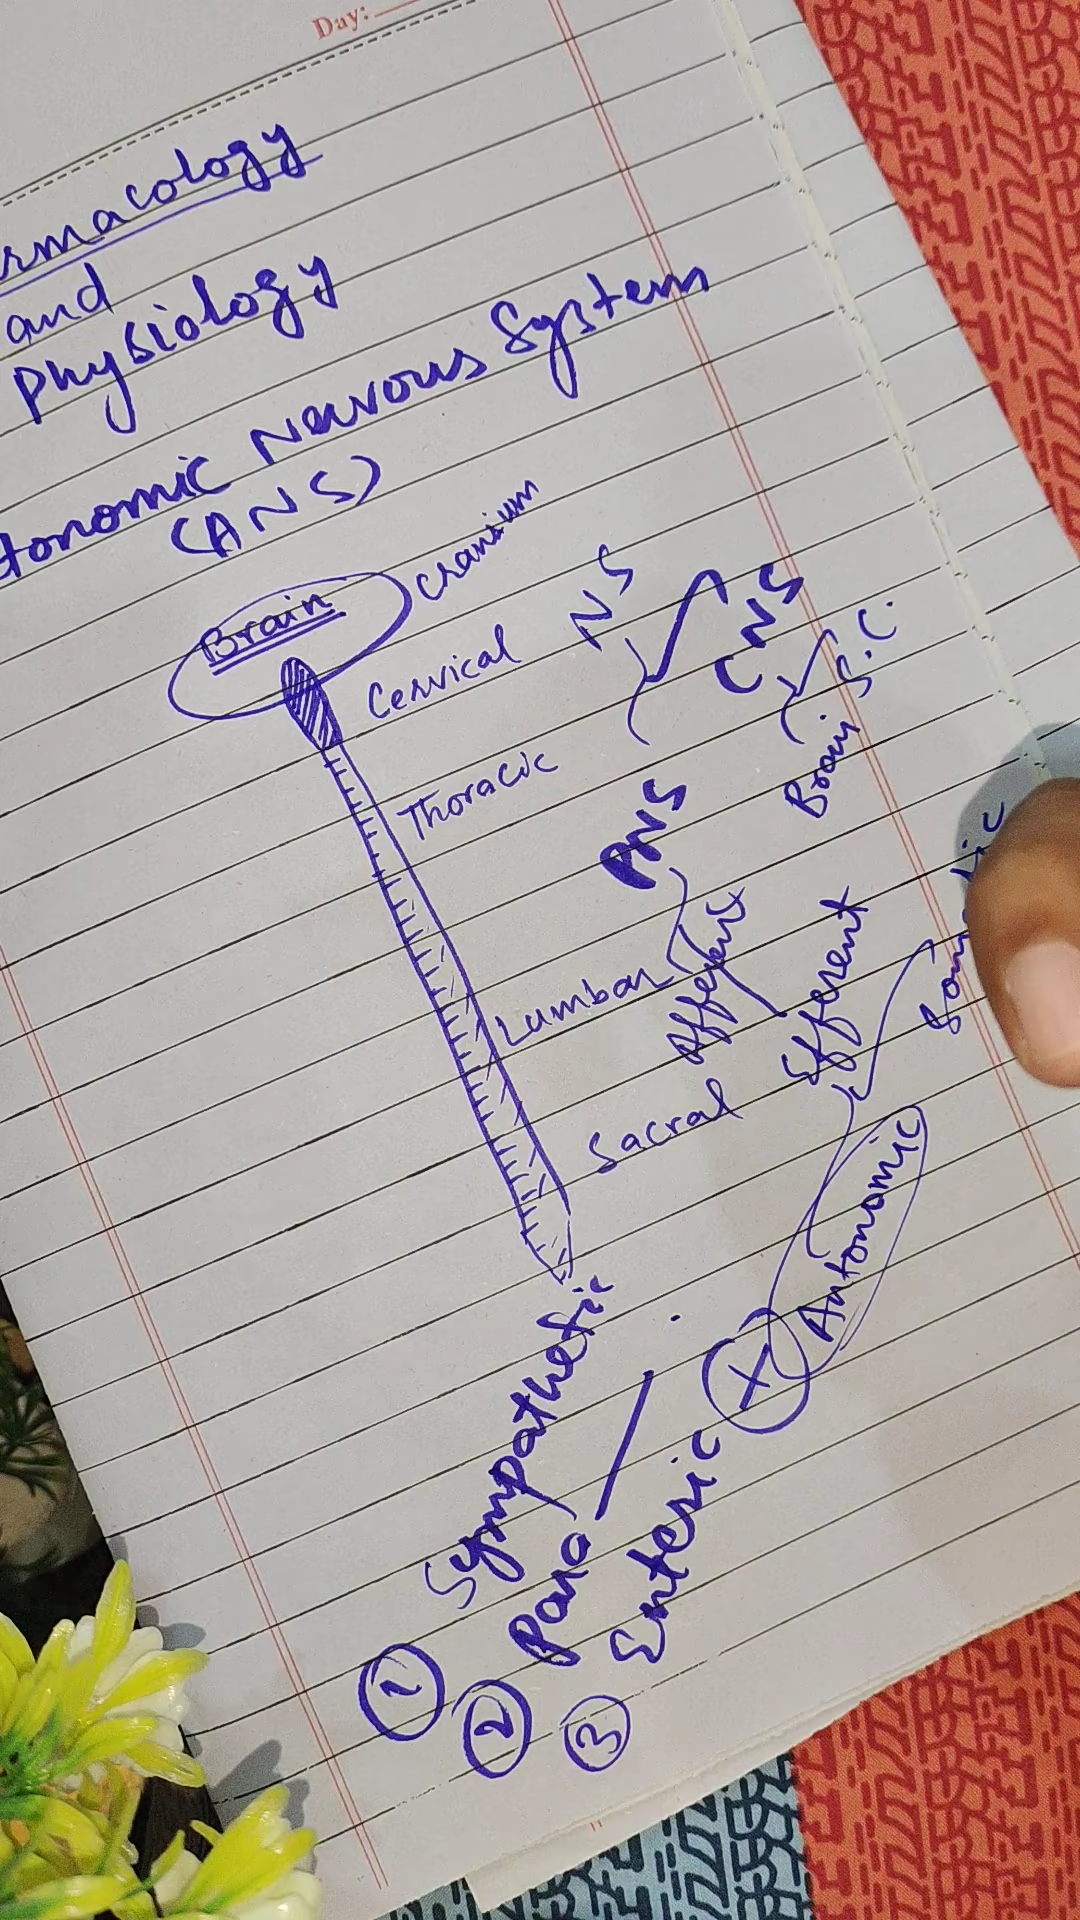 Day:
rmacology
and
Physiology
tonomic Nervous System
(ANS)
Brain
Cranium
Cervical
Thoracic
Lumbar
Sacral
NS
CNS
Brain
S.C.
PNS
Afferent
Efferent
Autonomic
① Sympathetic
② Para —
③ Enteric X